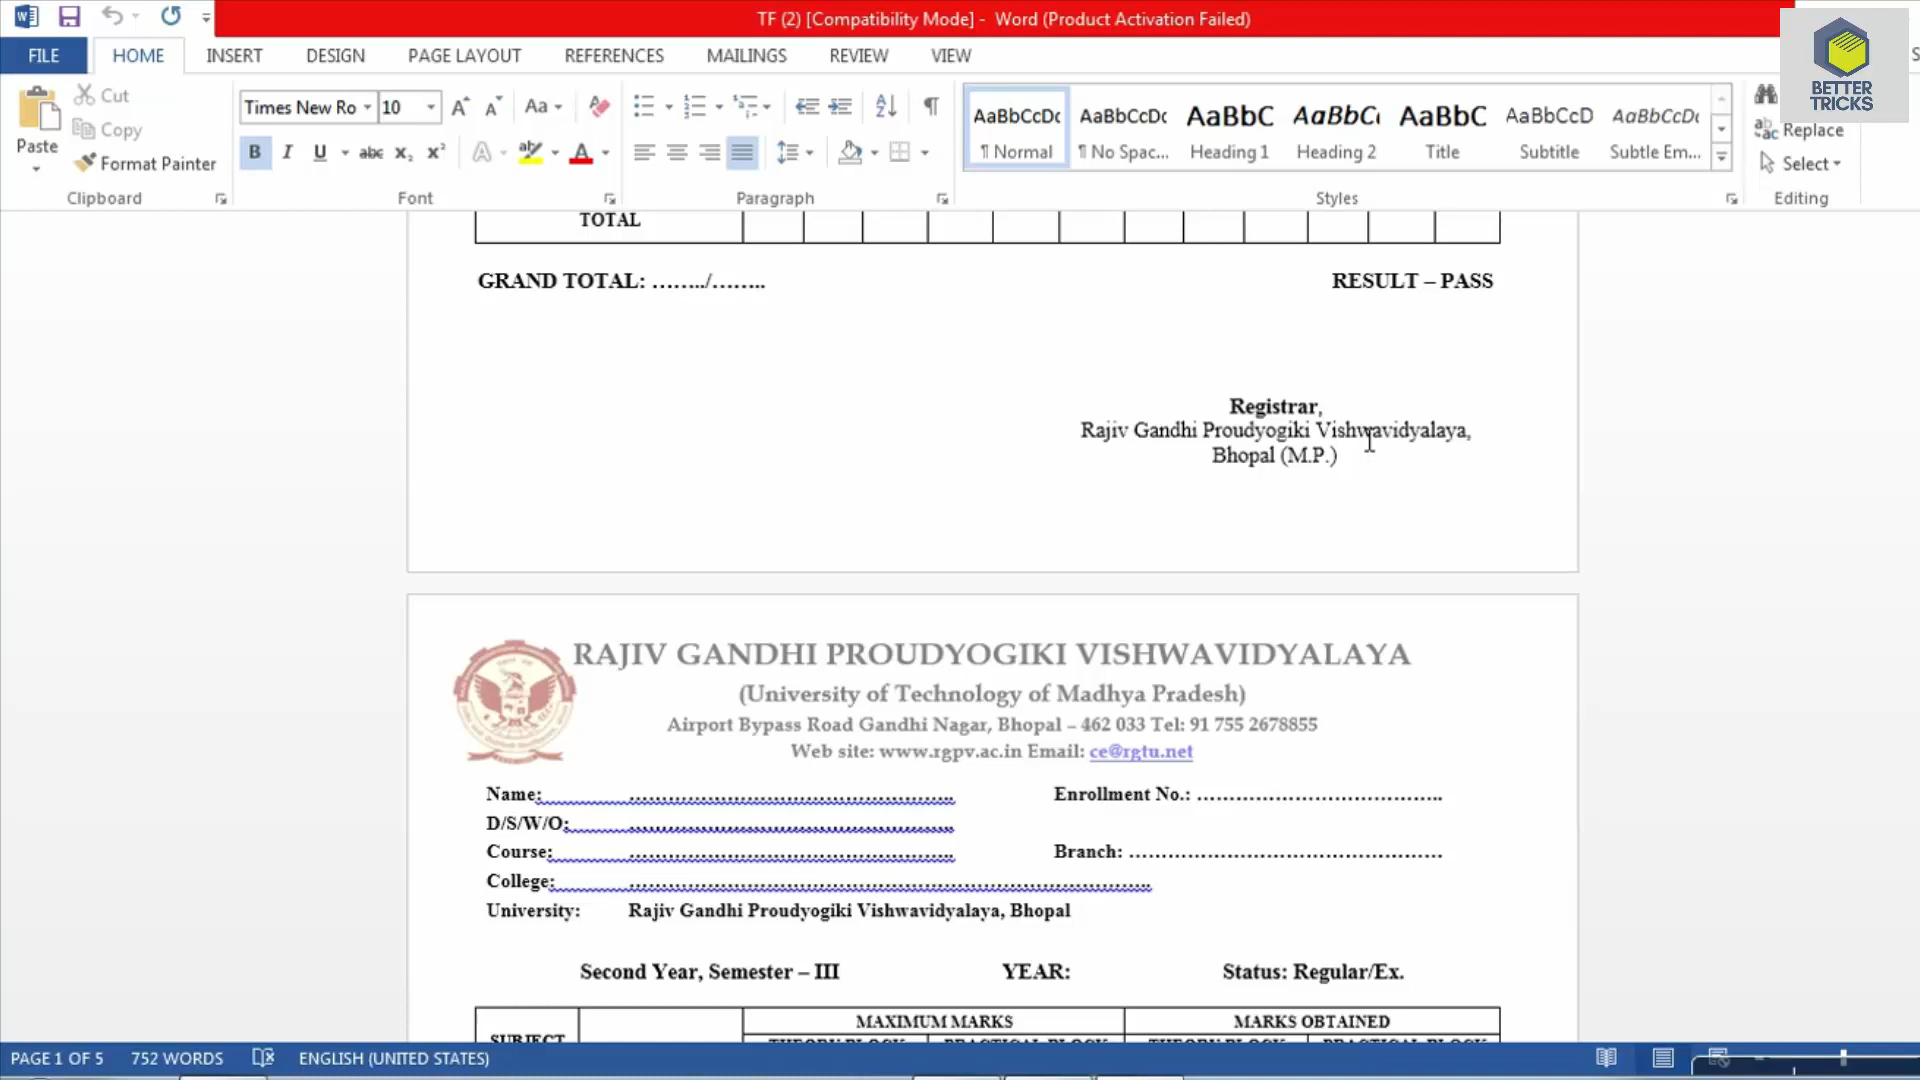 TF (2) [Compatibility Mode] - Word (Product Activation Failed)
FILE HOME INSERT DESIGN PAGE LAYOUT REFERENCES MAILINGS REVIEW VIEW
BETTER
TRICKS
Paste
Cut
Copy
Format Painter
Clipboard
Times New Ro 10
Font
Paragraph
AaBbCcDc AaBbCcDc AaBbC AaBbC AaBbC AaBbCcD AaBbCcDc
¶ Normal ¶ No Spac... Heading 1 Heading 2 Title Subtitle Subtle Em...
Styles
Replace
Select
Editing
TOTAL
GRAND TOTAL: ……../…….. RESULT – PASS
Registrar,
Rajiv Gandhi Proudyogiki Vishwavidyalaya,
Bhopal (M.P.)
RAJIV GANDHI PROUDYOGIKI VISHWAVIDYALAYA
(University of Technology of Madhya Pradesh)
Airport Bypass Road Gandhi Nagar, Bhopal – 462 033 Tel: 91 755 2678855
Web site: www.rgpv.ac.in Email: ce@rgtu.net
Name: ………………………………….. Enrollment No.: …………………………..
D/S/W/O: …………………………………..
Course: ………………………………….. Branch: …………………………………
College: ………………………………………………………..
University: Rajiv Gandhi Proudyogiki Vishwavidyalaya, Bhopal
Second Year, Semester – III YEAR: Status: Regular/Ex.
MAXIMUM MARKS MARKS OBTAINED
SUBJECT THEORY BLOCK PRACTICAL BLOCK THEORY BLOCK PRACTICAL BLOCK
PAGE 1 OF 5 752 WORDS ENGLISH (UNITED STATES)